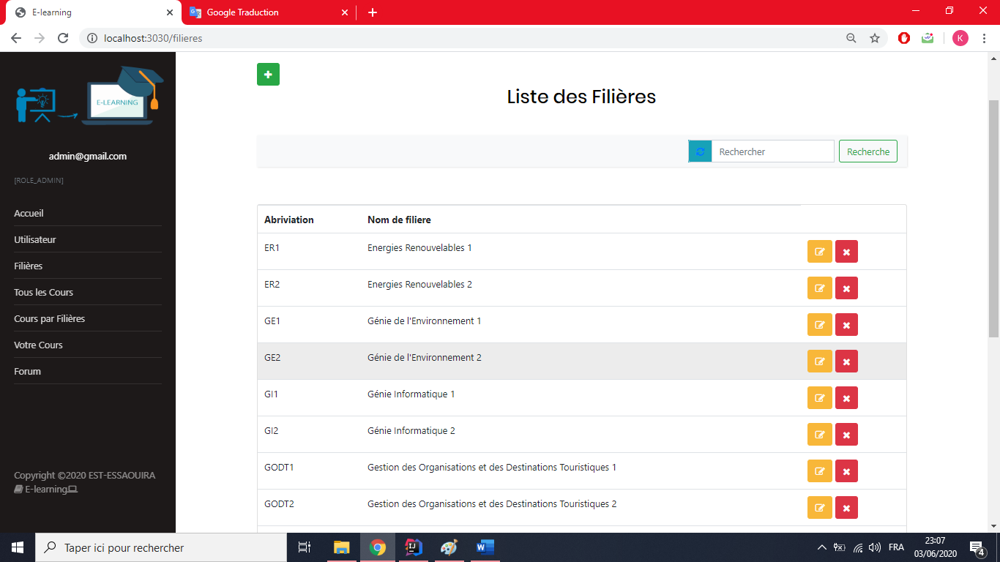 E-learning
Google Traduction
localhost:3030/filieres
K
E-LEARNING
admin@gmail.com
[ROLE_ADMIN]
Accueil
Utilisateur
Filières
Tous les Cours
Cours par Filières
Votre Cours
Forum
Copyright ©2020 EST-ESSAOUIRA
E-learning
Liste des Filières
Rechercher Recherche
Abriviation Nom de filiere
ER1 Energies Renouvelables 1
ER2 Energies Renouvelables 2
GE1 Génie de l'Environnement 1
GE2 Génie de l'Environnement 2
GI1 Génie Informatique 1
GI2 Génie Informatique 2
GODT1 Gestion des Organisations et des Destinations Touristiques 1
GODT2 Gestion des Organisations et des Destinations Touristiques 2
Taper ici pour rechercher
IJ
W
FRA
23:07
03/06/2020
4